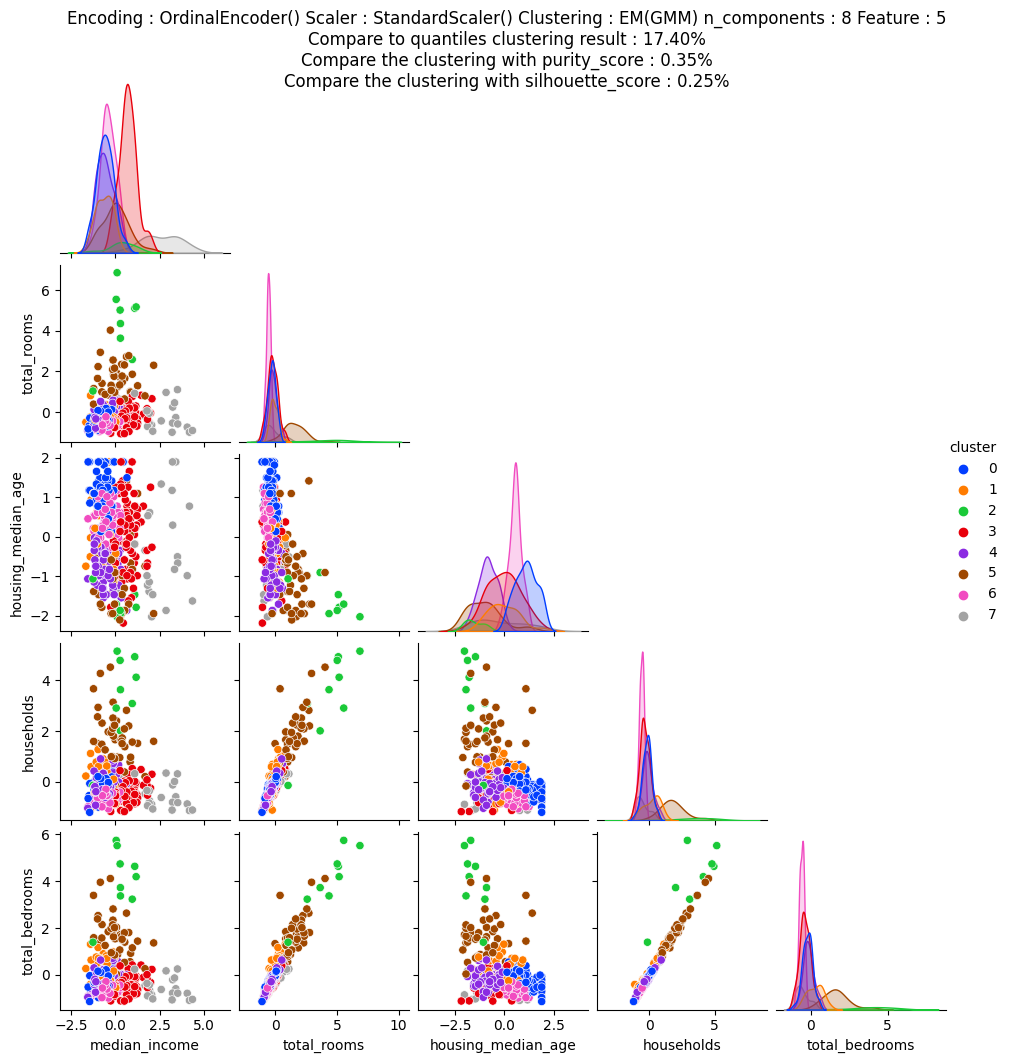 Encoding : OrdinalEncoder() Scaler : StandardScaler() Clustering : EM(GMM) n_components : 8 Feature : 5
Compare to quantiles clustering result : 17.40%
Compare the clustering with purity_score : 0.35%
Compare the clustering with silhouette_score : 0.25%
total_rooms
6
4
2
0
housing_median_age
2
1
0
−1
−2
households
4
2
0
total_bedrooms
6
4
2
0
−2.5 0.0 2.5 5.0
median_income
0 5 10
total_rooms
−2.5 0.0 2.5
housing_median_age
0 5
households
0 5
total_bedrooms
cluster
0
1
2
3
4
5
6
7